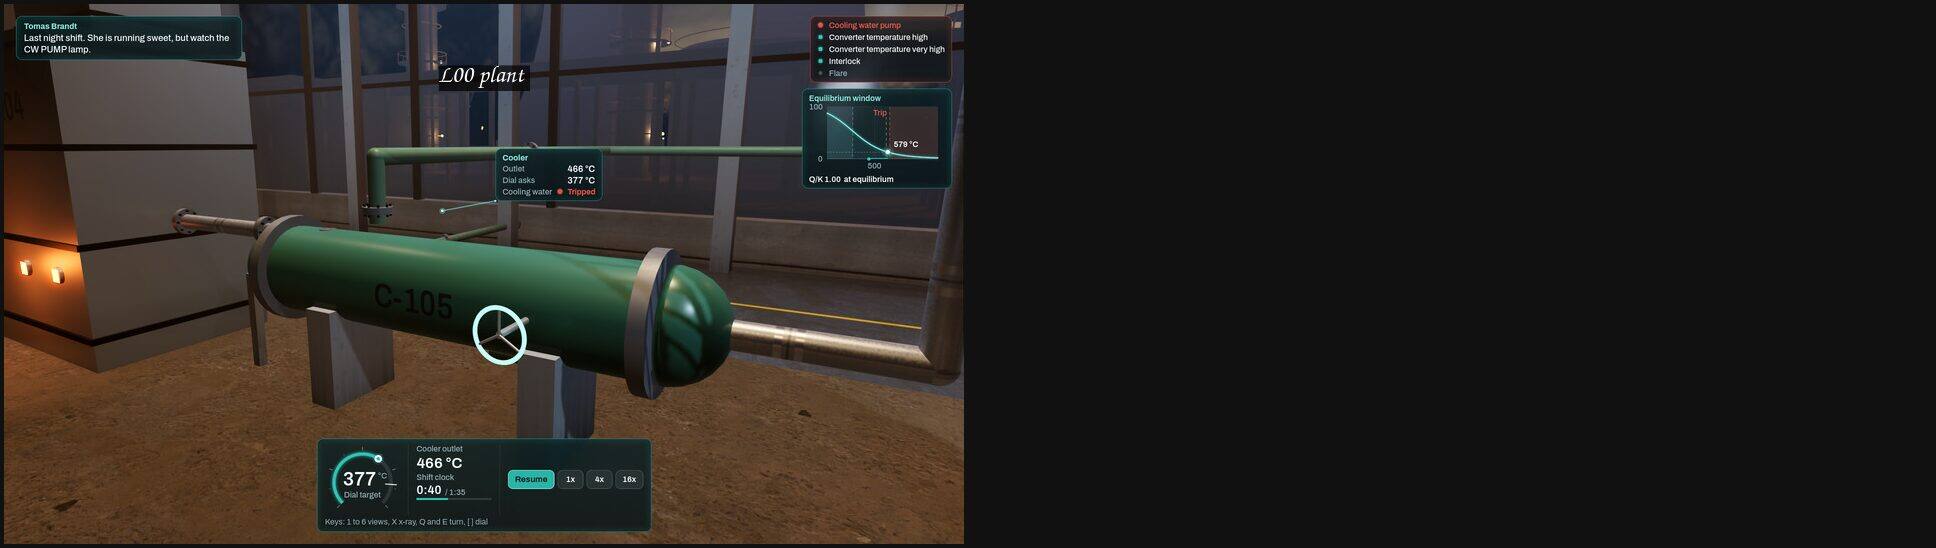 Tomas Brandt
Last night shift. She is running sweet, but watch the
CW PUMP lamp.
L00 plant
Cooling water pump
Converter temperature high
Converter temperature very high
Interlock
Flare
Equilibrium window
100
Trip
579 °C
0
500
Q/K 1.00 at equilibrium
Cooler
Outlet 466 °C
Dial asks 377 °C
Cooling water Tripped
04
C-105
377 °C
Dial target
Cooler outlet
466 °C
Shift clock
0:40 / 1:35
Resume 1x 4x 16x
Keys: 1 to 6 views, X x-ray, Q and E turn, [ ] dial